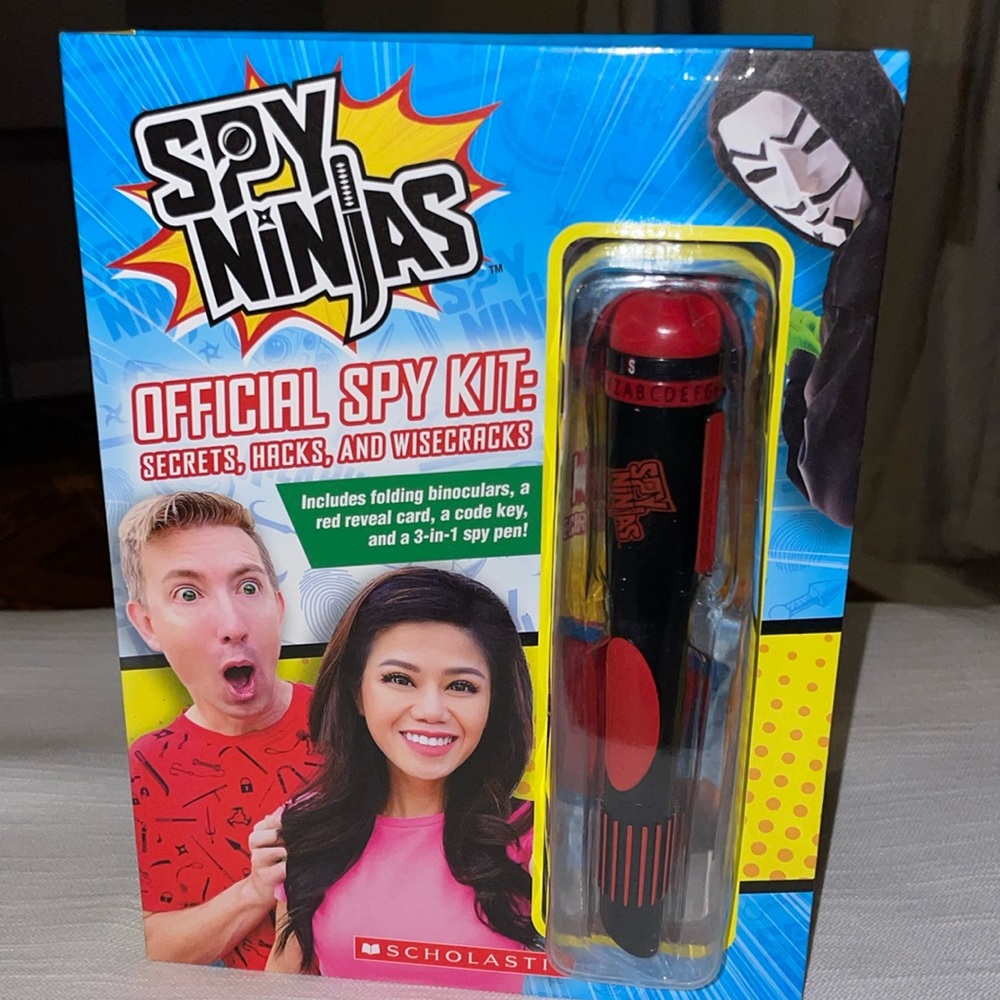 SPY
NINJAS
TM
OFFICIAL SPY KIT:
SECRETS, HACKS, AND WISECRACKS
Includes folding binoculars, a
red reveal card, a code key,
and a 3-in-1 spy pen!
S
ZABCDEFG
SPY
NINJAS
SCHOLASTI